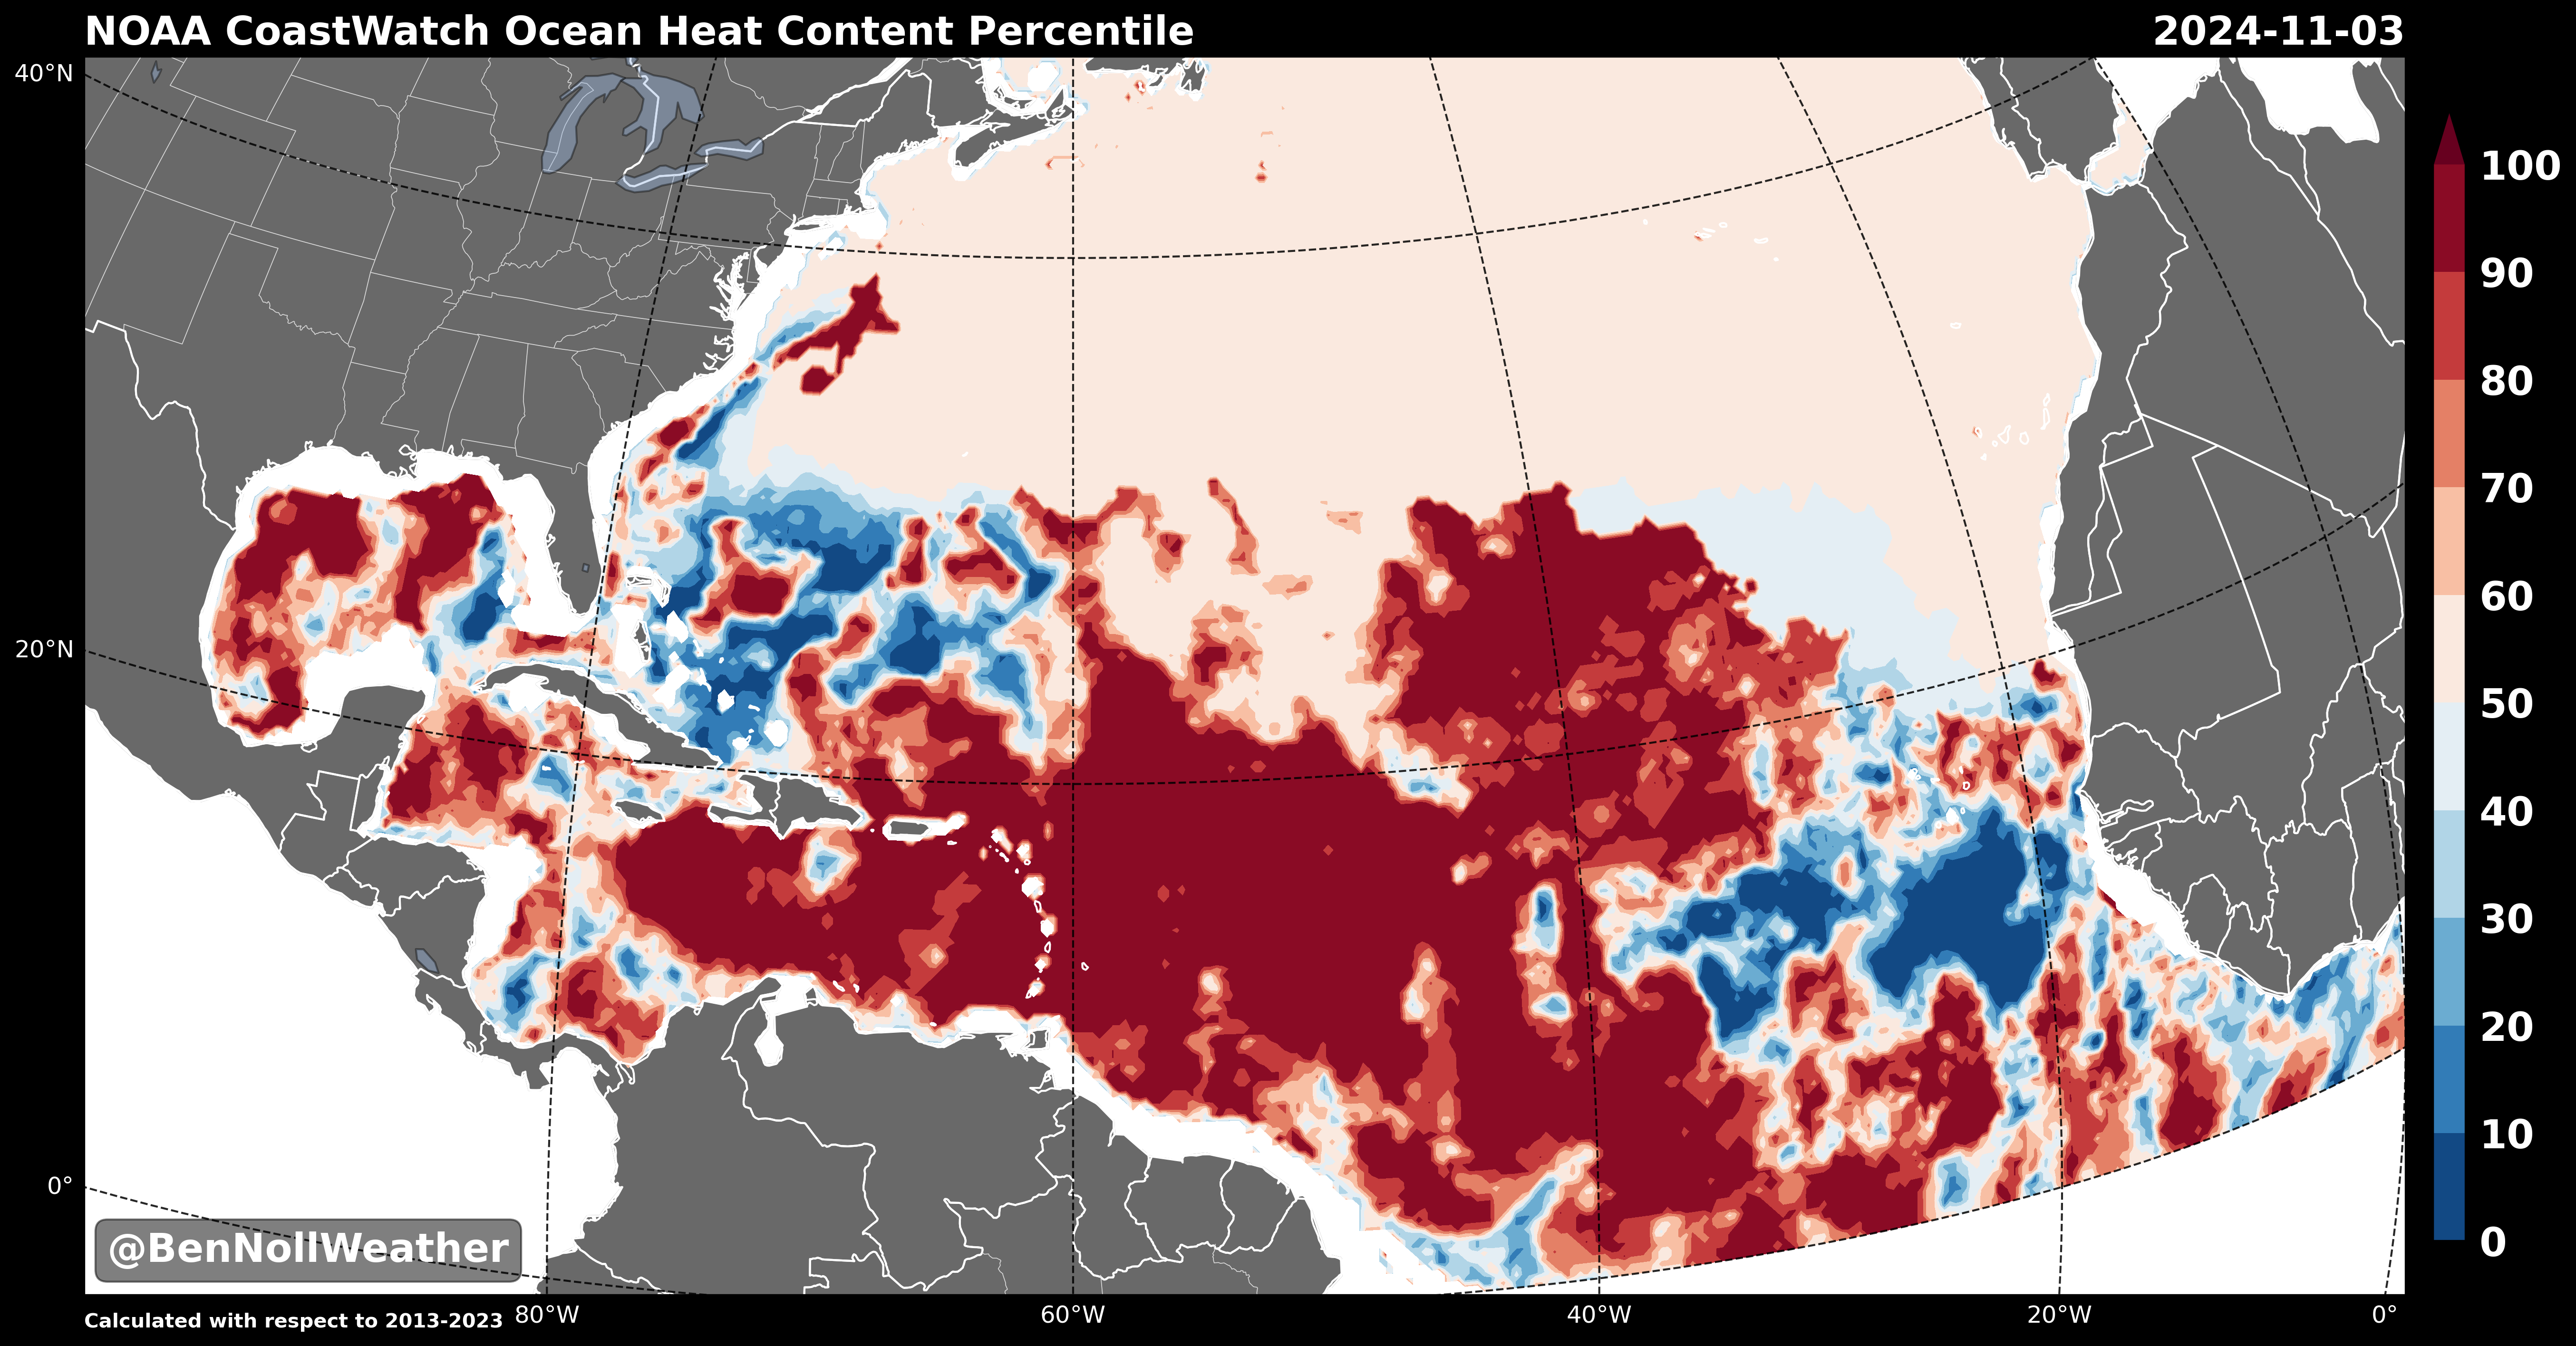 NOAA CoastWatch Ocean Heat Content Percentile
2024-11-03
40°N
20°N
0°
100
90
80
70
60
50
40
30
20
10
0
@BenNollWeather
Calculated with respect to 2013-2023
80°W
60°W
40°W
20°W
0°